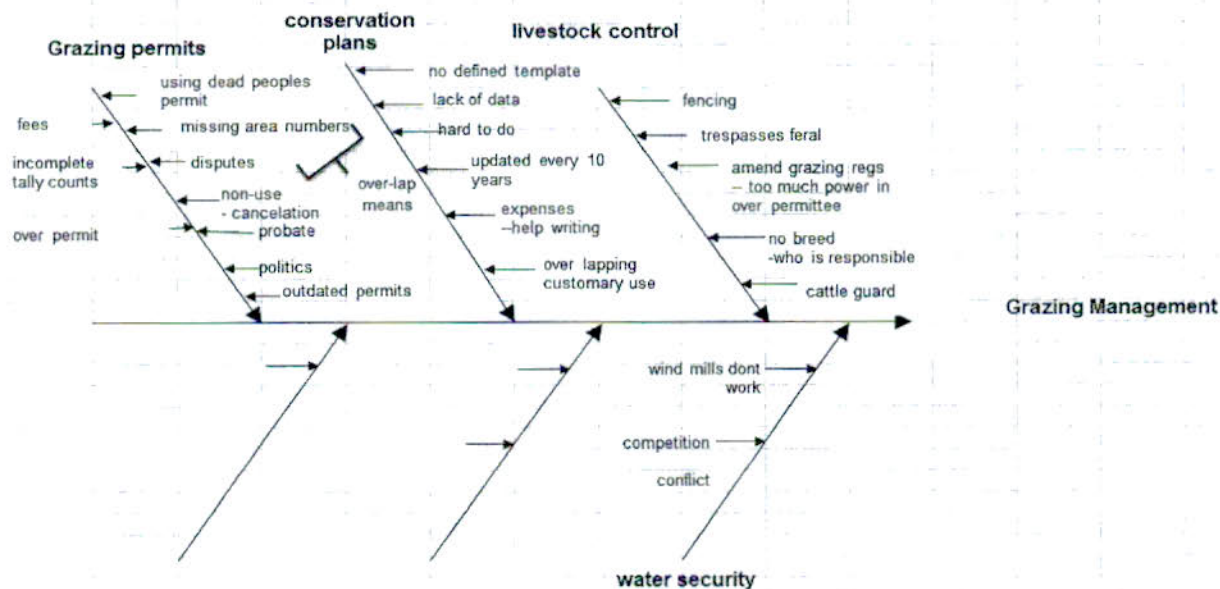 Grazing permits
using dead peoples
permit
fees
missing area numbers
incomplete
tally counts
disputes
non-use
- cancelation
over permit
probate
politics
outdated permits
over-lap
means
conservation
plans
no defined template
lack of data
hard to do
updated every 10
years
expenses
--help writing
over lapping
customary use
livestock control
fencing
trespasses feral
amend grazing regs
-- too much power in
over permittee
no breed
-who is responsible
cattle guard
Grazing Management
wind mills dont
work
competition
conflict
water security